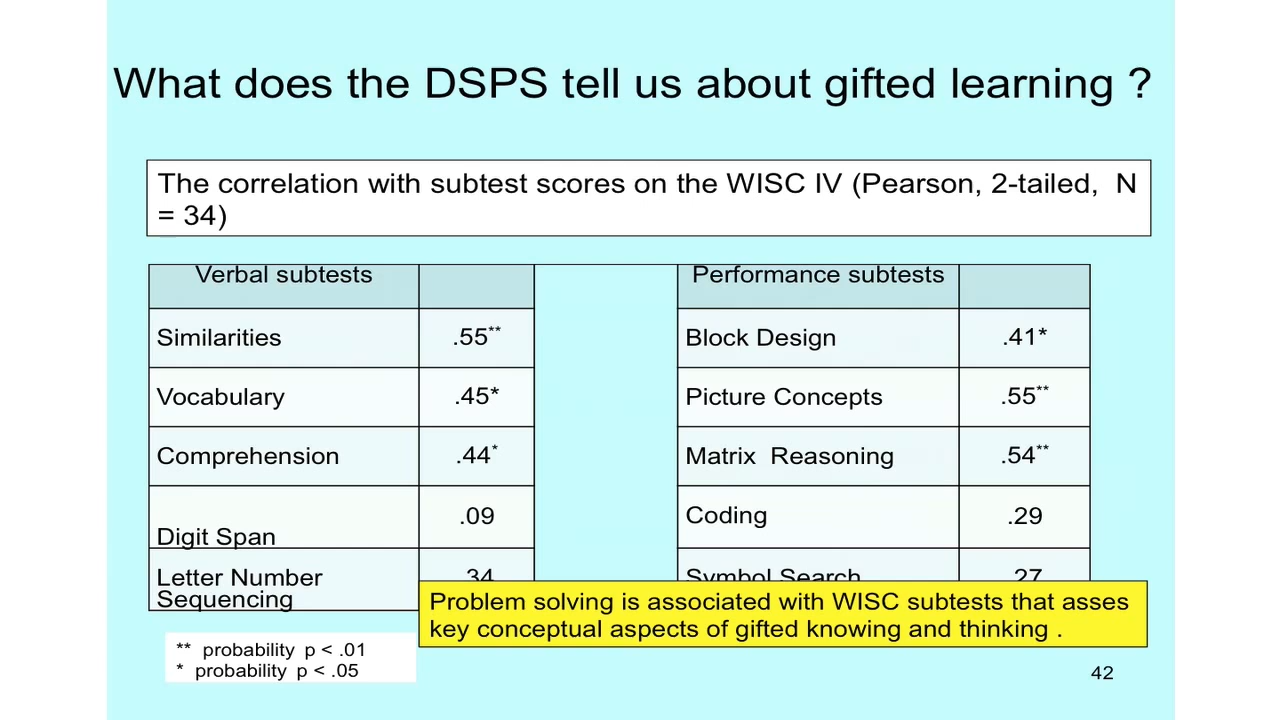 What does the DSPS tell us about gifted learning ?
The correlation with subtest scores on the WISC IV (Pearson, 2-tailed,  N
= 34)
Verbal subtests
Similarities .55**
Vocabulary .45*
Comprehension .44*
Digit Span .09
Letter Number .34
Sequencing
Performance subtests
Block Design .41*
Picture Concepts .55**
Matrix  Reasoning .54**
Coding .29
Symbol Search .27
Problem solving is associated with WISC subtests that asses
key conceptual aspects of gifted knowing and thinking .
**  probability  p < .01
*  probability  p < .05
42